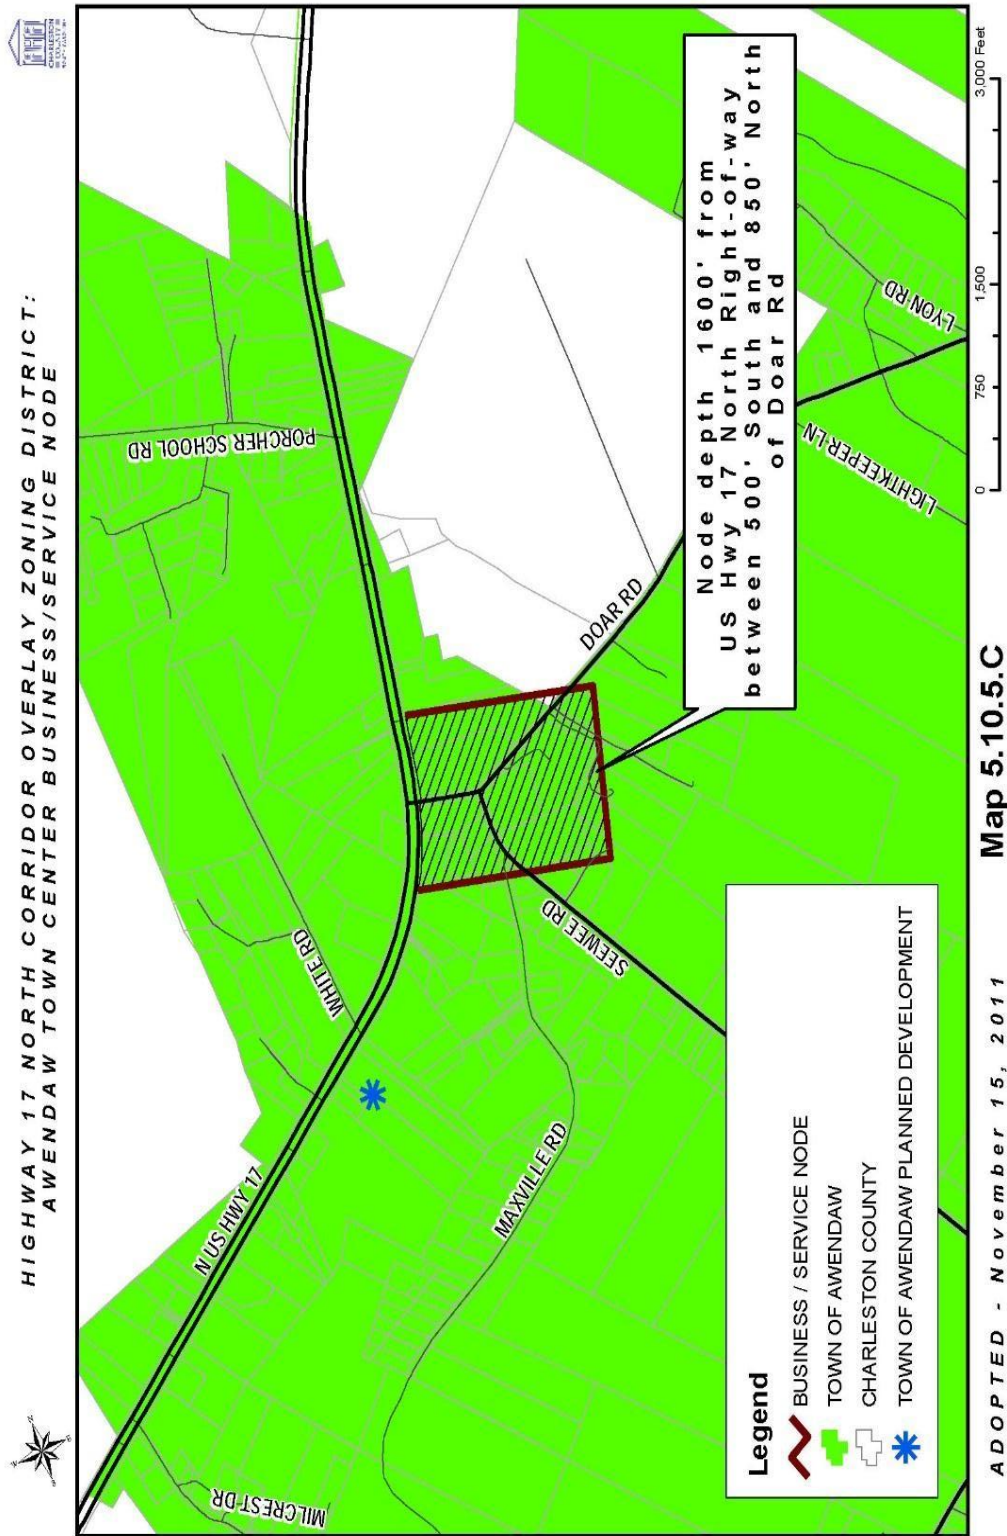 HIGHWAY 17 NORTH CORRIDOR OVERLAY ZONING DISTRICT:
AWENDAW TOWN CENTER BUSINESS/SERVICE NODE
CHARLESTON
COUNTY
PORCHER SCHOOL RD
WHITE RD
N US HWY 17
MILCREST DR
MAXVILLE RD
SEEWEE RD
DOAR RD
LIGHTKEEPER LN
LYON RD
Node depth 1600' from
US Hwy 17 North Right-of-way
between 500' South and 850' North
of Doar Rd
Legend
BUSINESS / SERVICE NODE
TOWN OF AWENDAW
CHARLESTON COUNTY
TOWN OF AWENDAW PLANNED DEVELOPMENT
0 750 1,500 3,000 Feet
ADOPTED - November 15, 2011
Map 5.10.5.C